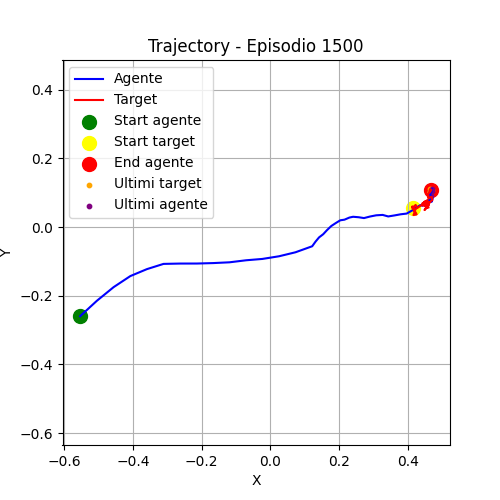 Trajectory - Episodio 1500
Agente
Target
Start agente
Start target
End agente
Ultimi target
Ultimi agente
0.4
0.2
0.0
−0.2
−0.4
−0.6
Y
−0.6 −0.4 −0.2 0.0 0.2 0.4
X